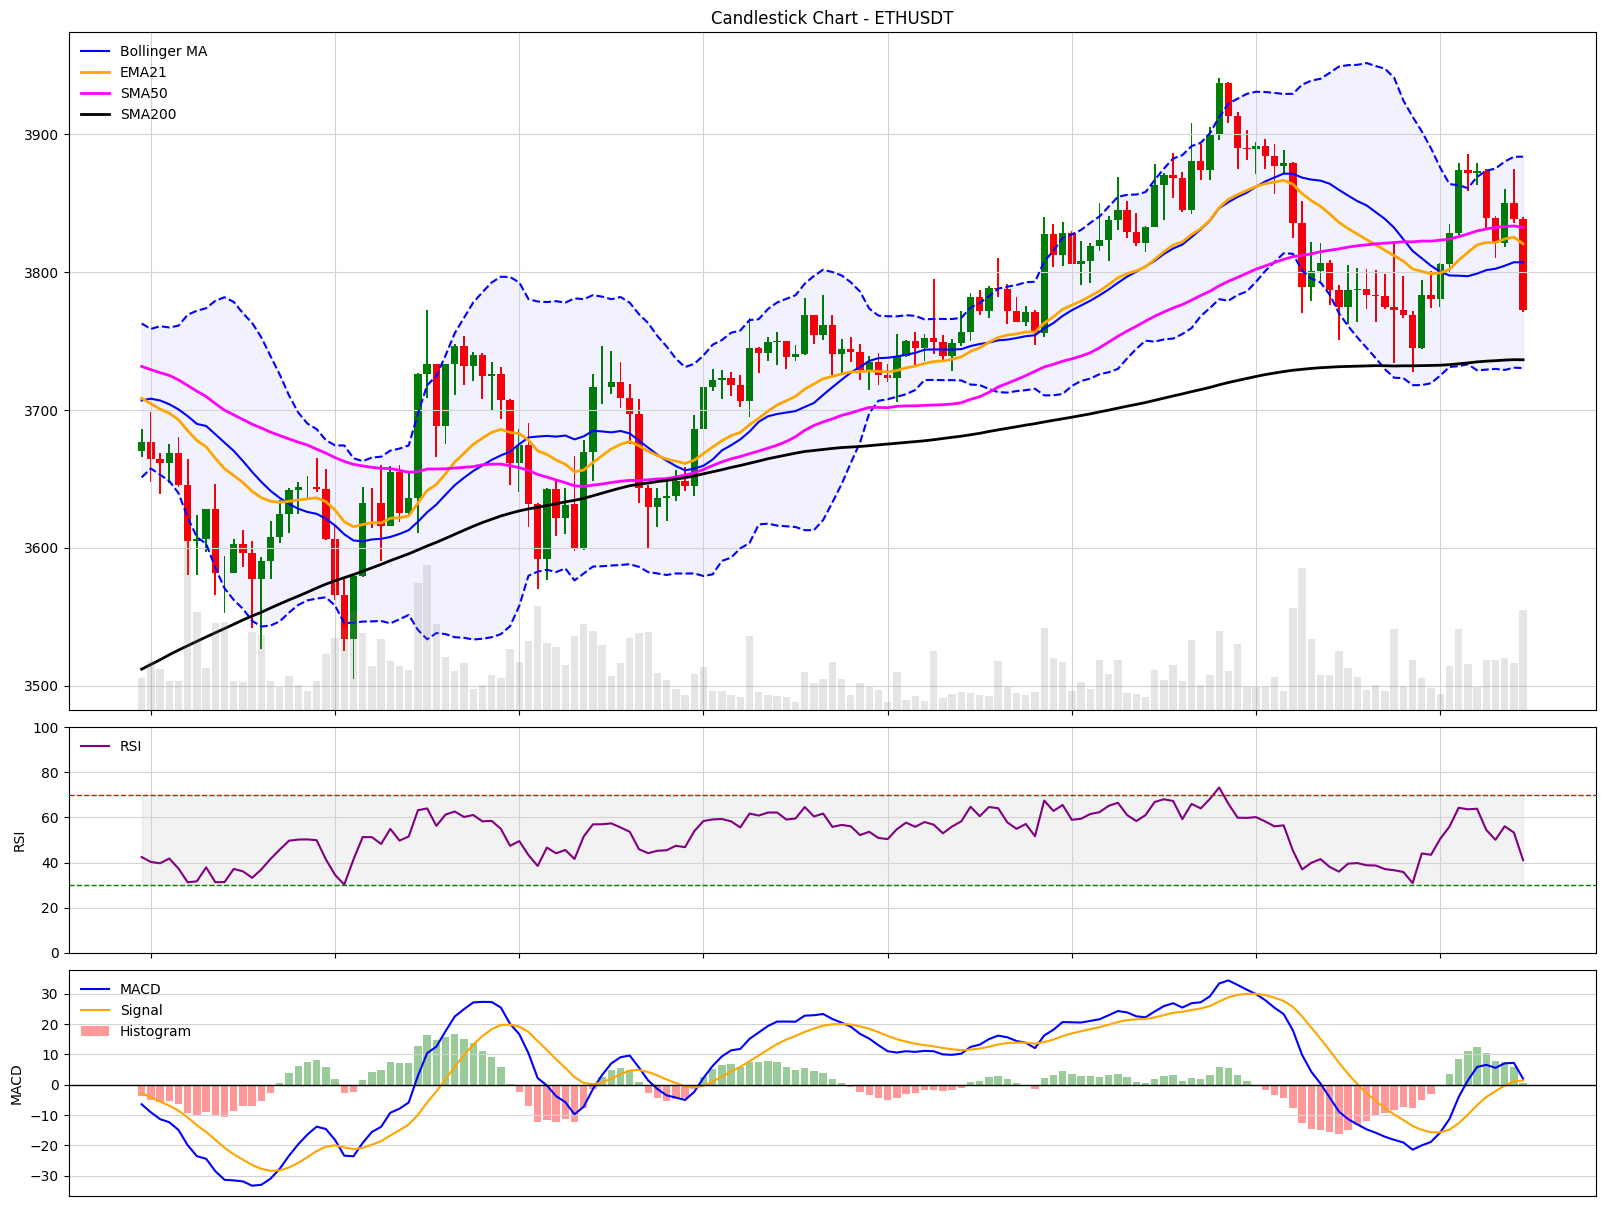 Candlestick Chart - ETHUSDT
Bollinger MA
EMA21
SMA50
SMA200
3900
3800
3700
3600
3500
100
80
60
40
20
0
RSI
RSI
30
20
10
0
−10
−20
−30
MACD
MACD
Signal
Histogram